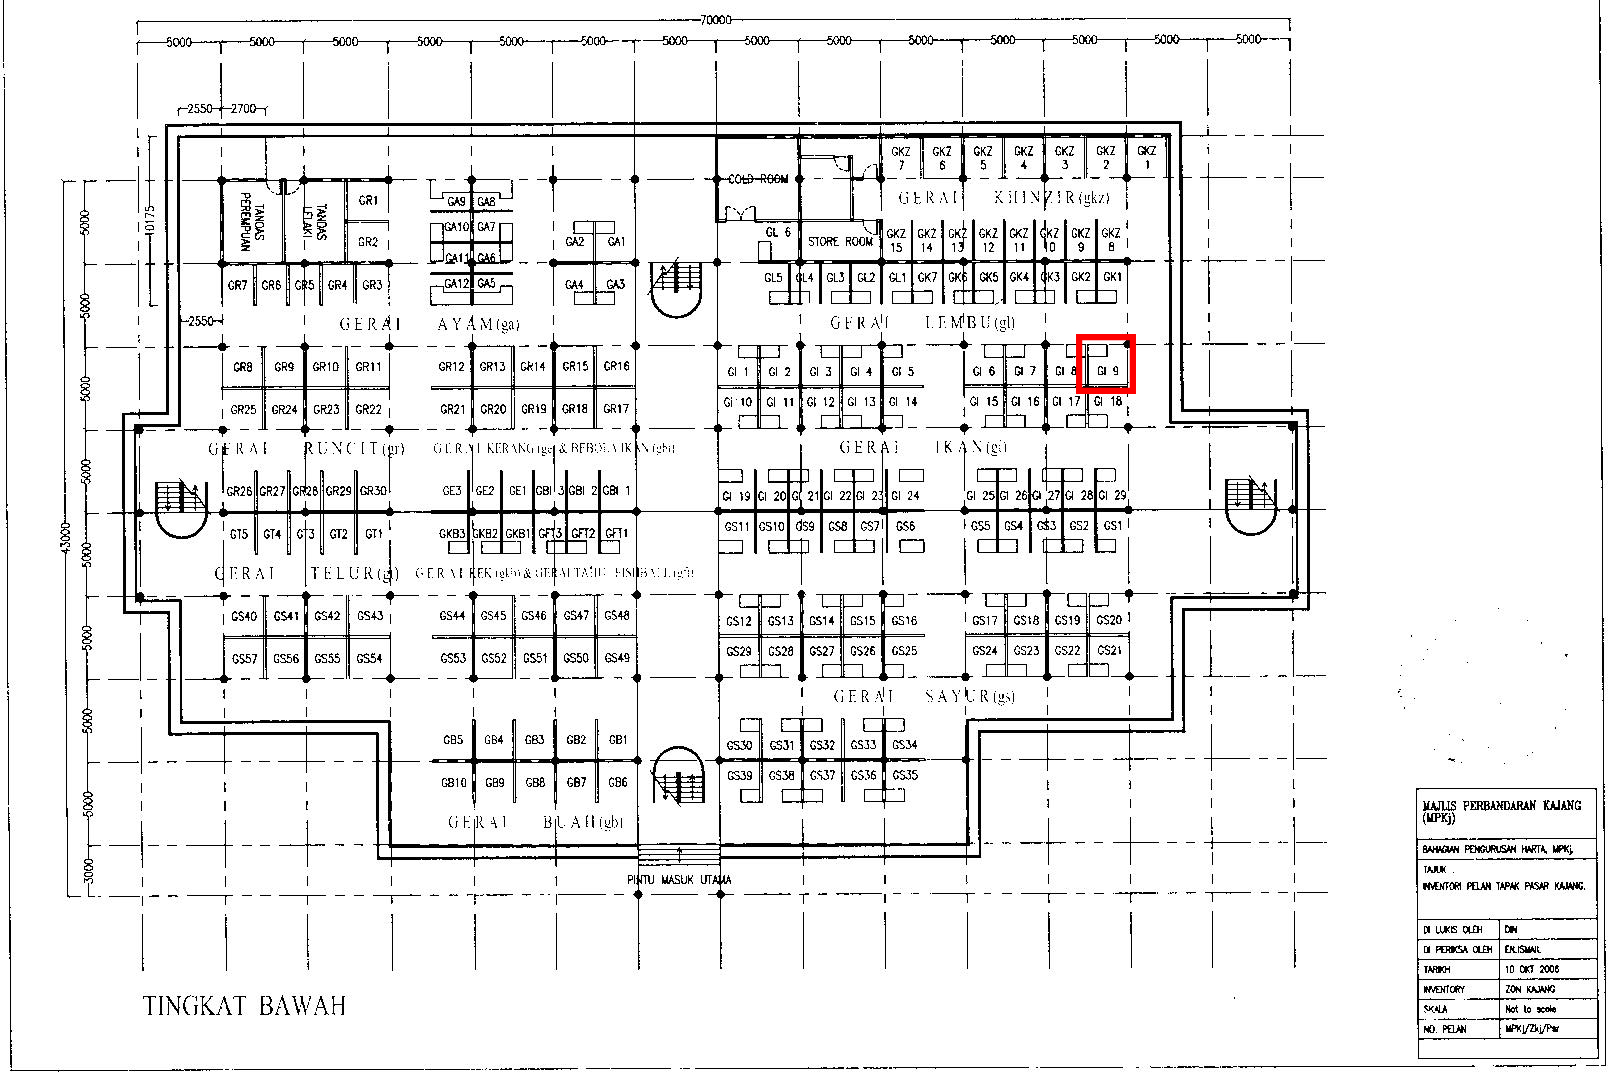 70000
5000 5000 5000 5000 5000 5000 5000 5000 5000 5000 5000 5000 5000 5000
2550 2700
GKZ 7 GKZ 6 GKZ 5 GKZ 4 GKZ 3 GKZ 2 GKZ 1
COLD ROOM
GERAI KHINZIR(gkz)
TANDAS PEREMPUAN
TANDAS LELAKI
GR1
GR2
GA9 GA8
GA10 GA7
GA11 GA6
GA12 GA5
GA2 GA1
GA4 GA3
GL 6
STORE ROOM
GKZ 15 GKZ 14 GKZ 13 GKZ 12 GKZ 11 GKZ 10 GKZ 9 GKZ 8
GR7 GR6 GR5 GR4 GR3
GL5 GL4 GL3 GL2 GL1 GK7 GK6 GK5 GK4 GK3 GK2 GK1
5000
10175
5000
2550
GERAI AYAM(ga)
GERAI LEMBU(gl)
GR8 GR9 GR10 GR11 GR12 GR13 GR14 GR15 GR16
GI 1 GI 2 GI 3 GI 4 GI 5 GI 6 GI 7 GI 8 GI 9
5000
GR25 GR24 GR23 GR22 GR21 GR20 GR19 GR18 GR17
GI 10 GI 11 GI 12 GI 13 GI 14 GI 15 GI 16 GI 17 GI 18
GERAI RUNCIT(gr)
GERAI KERANG(ge) & BEBOLA IKAN(gbi)
GERAI IKAN(gi)
5000
GR26 GR27 GR28 GR29 GR30 GE3 GE2 GE1 GBI 3 GBI 2 GBI 1
GI 19 GI 20 GI 21 GI 22 GI 23 GI 24 GI 25 GI 26 GI 27 GI 28 GI 29
43000
GT5 GT4 GT3 GT2 GT1 GKB3 GKB2 GKB1 GFT3 GFT2 GFT1
GS11 GS10 GS9 GS8 GS7 GS6 GS5 GS4 GS3 GS2 GS1
5000
GERAI TELUR(gt)
GERAI
GS40 GS41 GS42 GS43 GS44 GS45 GS46 GS47 GS48
GS12 GS13 GS14 GS15 GS16 GS17 GS18 GS19 GS20
5000
GS57 GS56 GS55 GS54 GS53 GS52 GS51 GS50 GS49
GS29 GS28 GS27 GS26 GS25 GS24 GS23 GS22 GS21
GERAI SAYUR(gs)
5000
GB5 GB4 GB3 GB2 GB1
GS30 GS31 GS32 GS33 GS34
GB10 GB9 GB8 GB7 GB6
GS39 GS38 GS37 GS36 GS35
5000
GERAI BUAH(gb)
3000
PINTU MASUK UTAMA
TINGKAT BAWAH
MAJLIS PERBANDARAN KAJANG
(MPKj)
BAHAGIAN PENGURUSAN HARTA, MPKj.
TAJUK
INVENTORI PELAN TAPAK PASAR KAJANG.
DI LUKIS OLEH DIN
DI PERIKSA OLEH EN.ISMAIL
TARIKH 10 OKT 2006
INVENTORY ZON KAJANG
SKALA Not to scale
NO. PELAN MPKj/Zkj/Psr